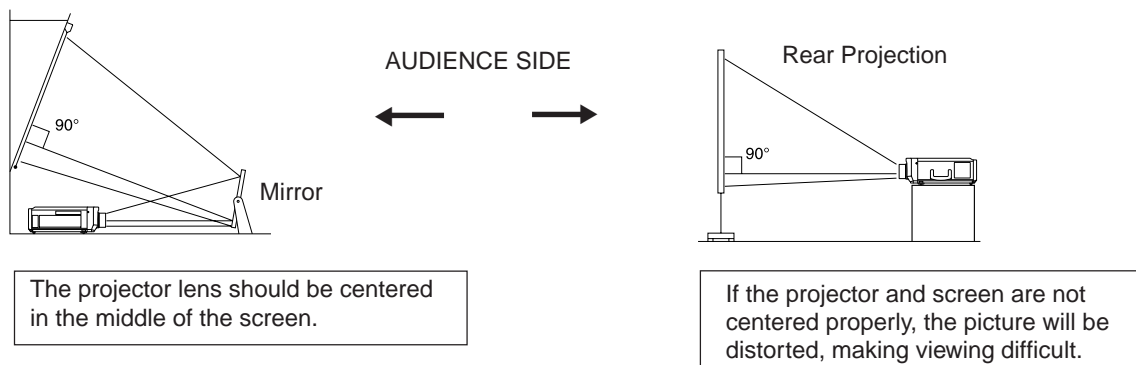 AUDIENCE SIDE
Rear Projection
90°
90°
Mirror
The projector lens should be centered
in the middle of the screen.
If the projector and screen are not
centered properly, the picture will be
distorted, making viewing difficult.